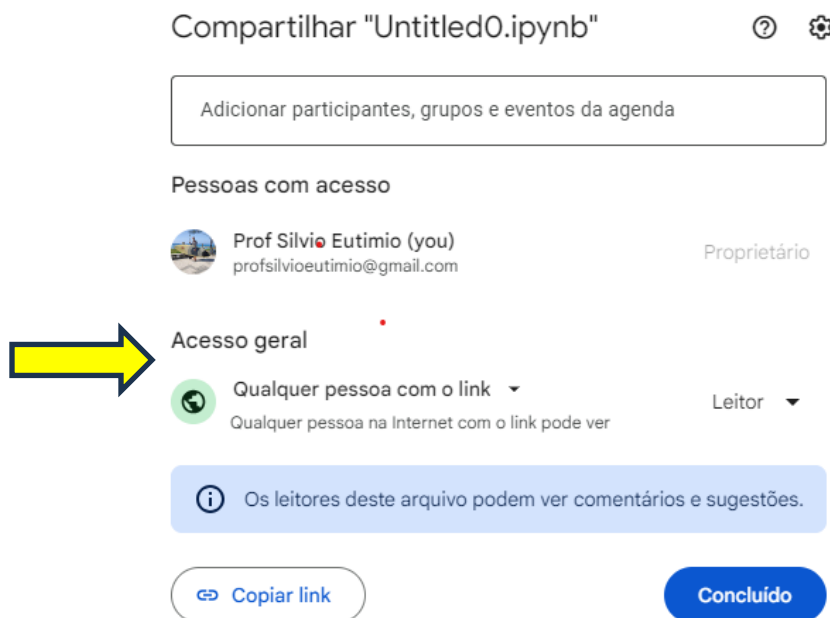 Compartilhar "Untitled0.ipynb"
Adicionar participantes, grupos e eventos da agenda
Pessoas com acesso
Prof Silvio Eutimio (you)
profsilvioeutimio@gmail.com
Proprietário
Acesso geral
Qualquer pessoa com o link
Qualquer pessoa na Internet com o link pode ver
Leitor
Os leitores deste arquivo podem ver comentários e sugestões.
Copiar link
Concluído